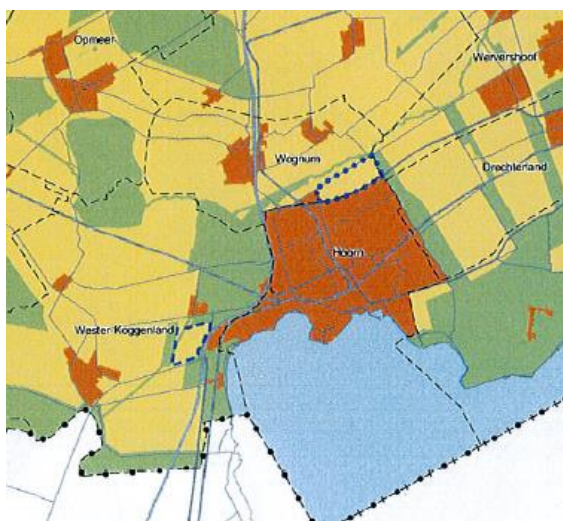 Opmeer
Wervershoof
Wognum
Drechterland
Hoorn
Wester-Koggenland